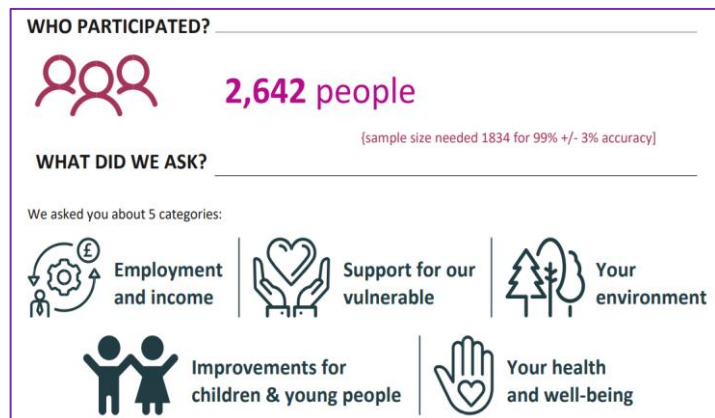 WHO PARTICIPATED?
2,642 people
{sample size needed 1834 for 99% +/- 3% accuracy]
WHAT DID WE ASK?
We asked you about 5 categories:
£
Employment
and income
Support for our
vulnerable
Your
environment
Improvements for
children & young people
Your health
and well-being